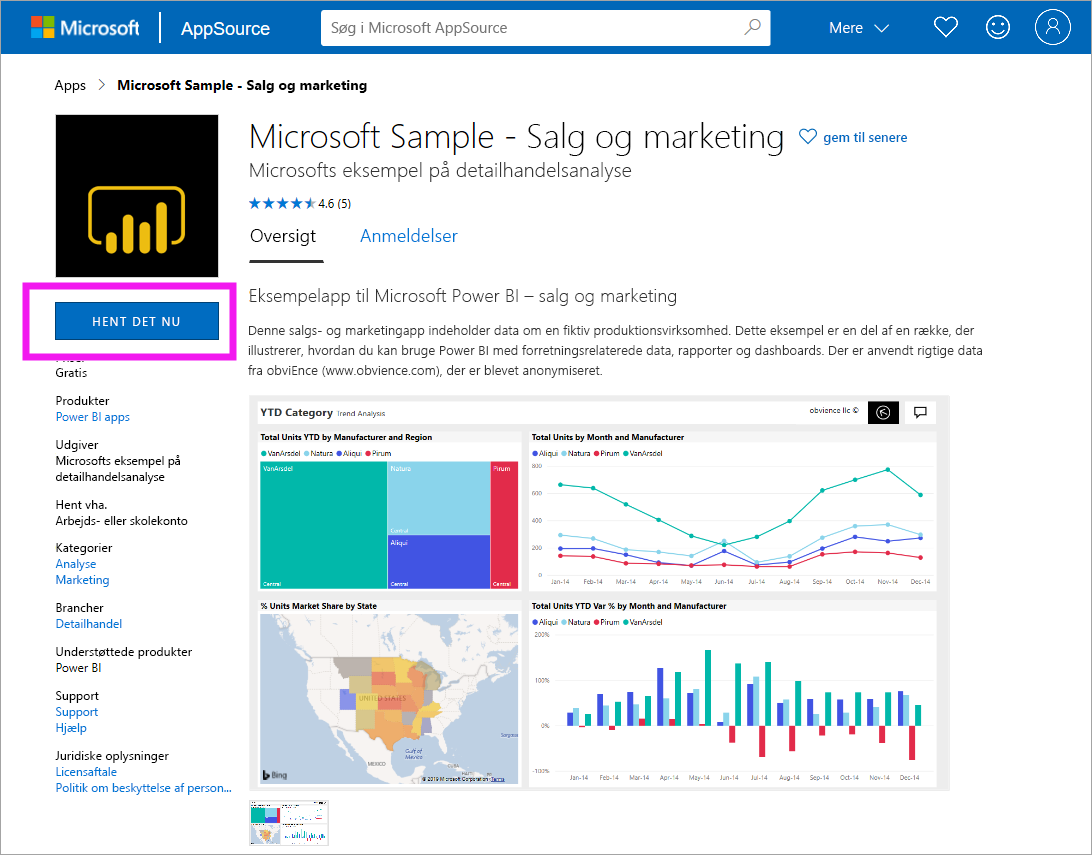 Microsoft AppSource Søg i Microsoft AppSource Mere
Apps > Microsoft Sample - Salg og marketing
Microsoft Sample - Salg og marketing gem til senere
Microsofts eksempel på detailhandelsanalyse
4.6 (5)
Oversigt Anmeldelser
HENT DET NU
Gratis
Produkter
Power BI apps
Udgiver
Microsofts eksempel på
detailhandelsanalyse
Hent vha.
Arbejds- eller skolekonto
Kategorier
Analyse
Marketing
Brancher
Detailhandel
Understøttede produkter
Power BI
Support
Support
Hjælp
Juridiske oplysninger
Licensaftale
Politik om beskyttelse af person...
Eksempelapp til Microsoft Power BI – salg og marketing
Denne salgs- og marketingapp indeholder data om en fiktiv produktionsvirksomhed. Dette eksempel er en del af en række, der
illustrerer, hvordan du kan bruge Power BI med forretningsrelaterede data, rapporter og dashboards. Der er anvendt rigtige data
fra obviEnce (www.obvience.com), der er blevet anonymiseret.
YTD Category Trend Analysis obvience llc ©
Total Units YTD by Manufacturer and Region
VanArsdel Natura Aliqui Pirum
VanArsdel Natura Pirum
Central
Aliqui
Central Central Central
Total Units by Month and Manufacturer
Aliqui Natura Pirum VanArsdel
800
600
400
200
0
Jan-14 Feb-14 Mar-14 Apr-14 May-14 Jun-14 Jul-14 Aug-14 Sep-14 Oct-14 Nov-14 Dec-14
% Units Market Share by State
UNITED STATES
Gulf of
Mexico
MEXICO
CUBA
Bing
© 2019 Microsoft Corporation Terms
Total Units YTD Var % by Month and Manufacturer
Aliqui Natura Pirum VanArsdel
200%
100%
0%
-100%
Jan-14 Feb-14 Mar-14 Apr-14 May-14 Jun-14 Jul-14 Aug-14 Sep-14 Oct-14 Nov-14 Dec-14